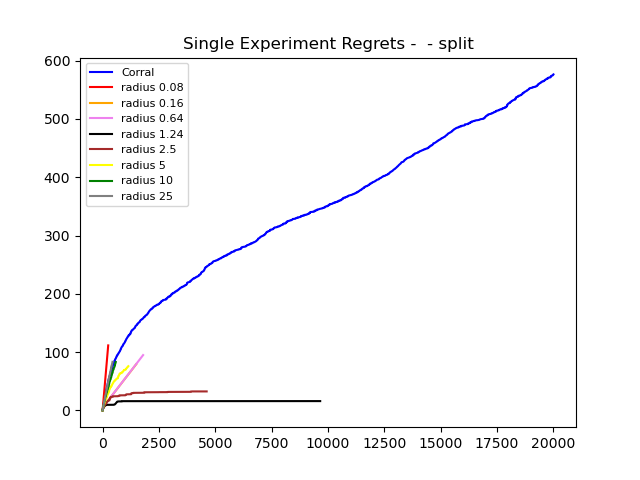 Single Experiment Regrets -  - split
600
500
400
300
200
100
0
Corral
radius 0.08
radius 0.16
radius 0.64
radius 1.24
radius 2.5
radius 5
radius 10
radius 25
0 2500 5000 7500 10000 12500 15000 17500 20000